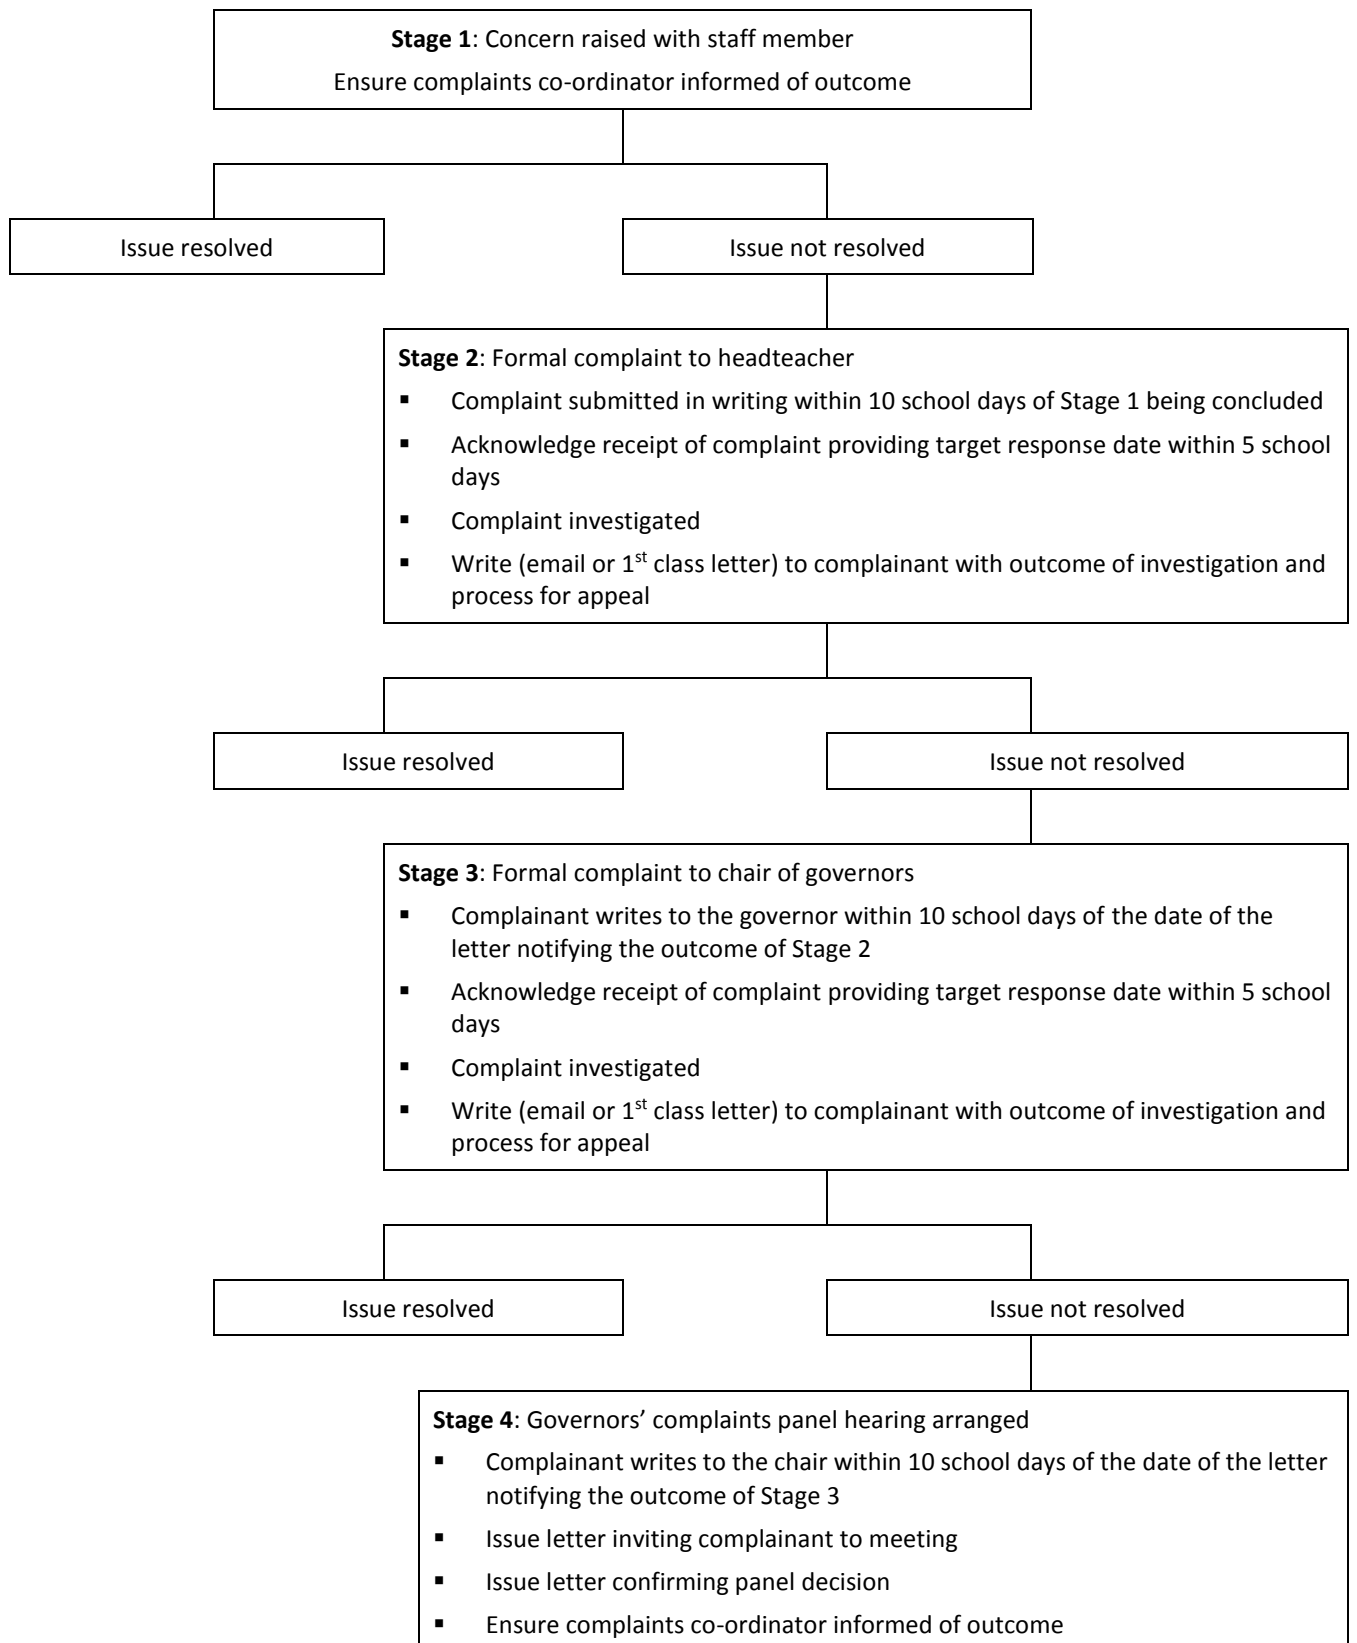 Stage 1: Concern raised with staff member
Ensure complaints co-ordinator informed of outcome
Issue resolved
Issue not resolved
Stage 2: Formal complaint to headteacher
▪ Complaint submitted in writing within 10 school days of Stage 1 being concluded
▪ Acknowledge receipt of complaint providing target response date within 5 school
days
▪ Complaint investigated
▪ Write (email or 1st class letter) to complainant with outcome of investigation and
process for appeal
Issue resolved
Issue not resolved
Stage 3: Formal complaint to chair of governors
▪ Complainant writes to the governor within 10 school days of the date of the
letter notifying the outcome of Stage 2
▪ Acknowledge receipt of complaint providing target response date within 5 school
days
▪ Complaint investigated
▪ Write (email or 1st class letter) to complainant with outcome of investigation and
process for appeal
Issue resolved
Issue not resolved
Stage 4: Governors’ complaints panel hearing arranged
▪ Complainant writes to the chair within 10 school days of the date of the letter
notifying the outcome of Stage 3
▪ Issue letter inviting complainant to meeting
▪ Issue letter confirming panel decision
▪ Ensure complaints co-ordinator informed of outcome